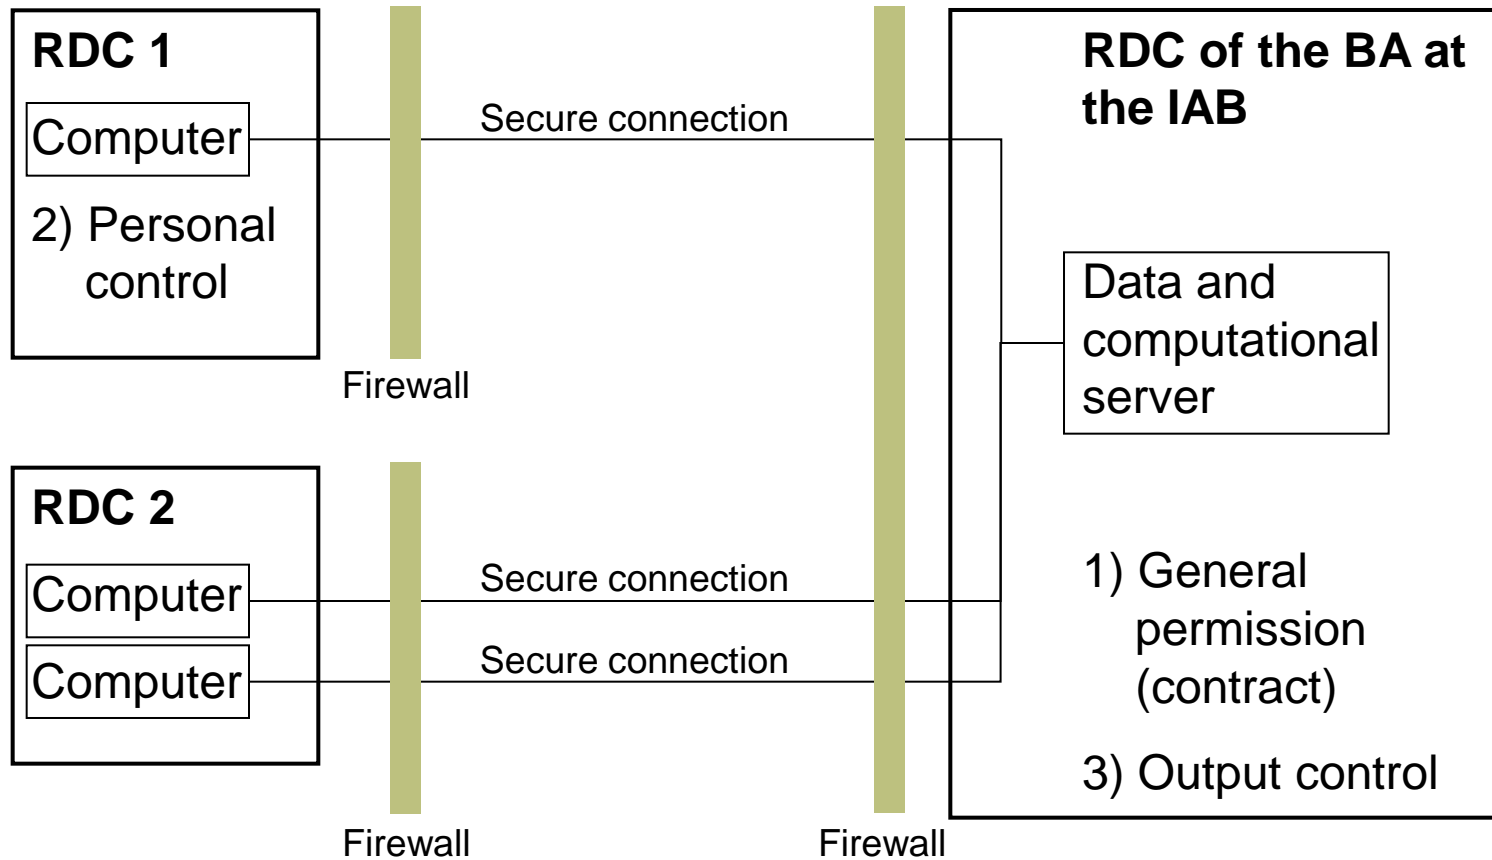 RDC 1
Computer
2) Personal
control
Secure connection
Firewall
RDC 2
Computer
Computer
Secure connection
Secure connection
Firewall
Firewall
RDC of the BA at
the IAB
Data and
computational
server
1) General
permission
(contract)
3) Output control